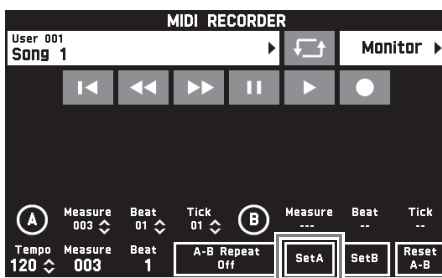 MIDI RECORDER
User 001
Song 1
Monitor
A Measure Beat Tick B Measure Beat Tick
003 01 01 --- -- --
Tempo Measure Beat A-B Repeat SetA SetB Reset
120 003 1 Off A-B